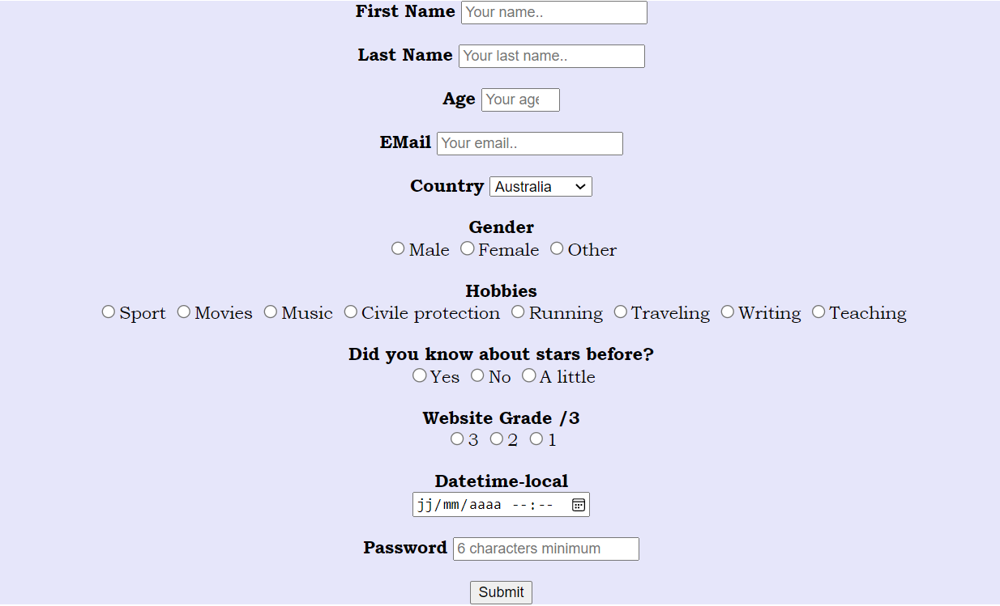 First Name Your name..
Last Name Your last name..
Age Your age
EMail Your email..
Country Australia
Gender
Male Female Other
Hobbies
Sport Movies Music Civile protection Running Traveling Writing Teaching
Did you know about stars before?
Yes No A little
Website Grade /3
3 2 1
Datetime-local
jj/mm/aaaa --:--
Password 6 characters minimum
Submit